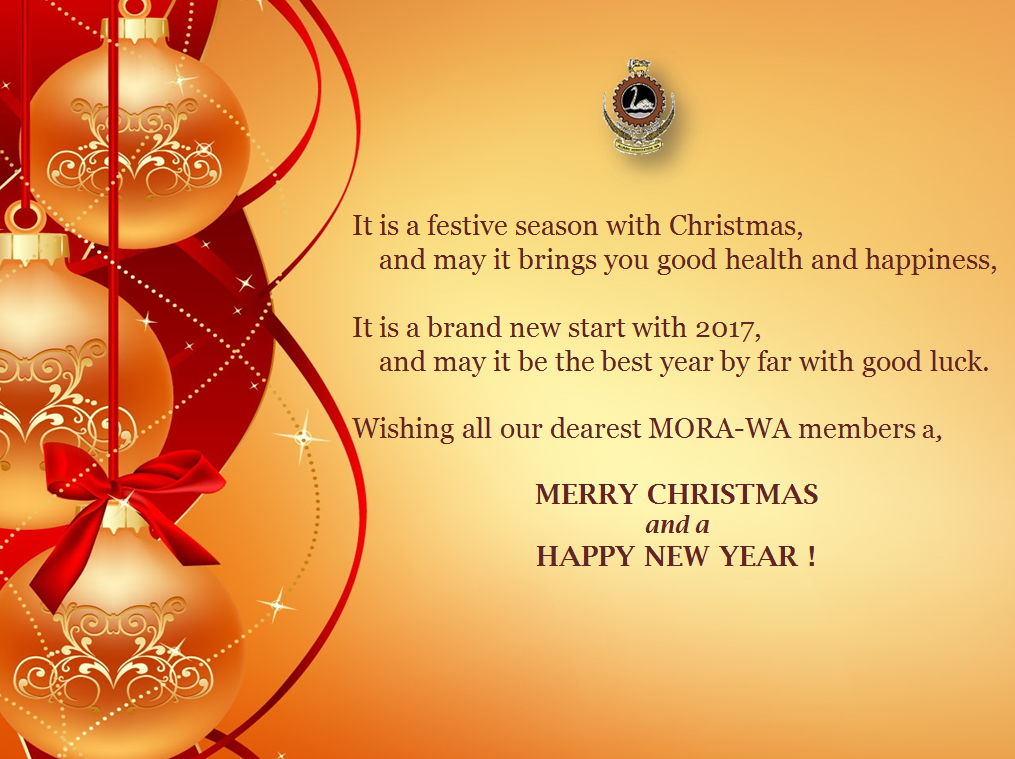 It is a festive season with Christmas,
and may it brings you good health and happiness,
It is a brand new start with 2017,
and may it be the best year by far with good luck.
Wishing all our dearest MORA-WA members a,
MERRY CHRISTMAS
and a
HAPPY NEW YEAR !